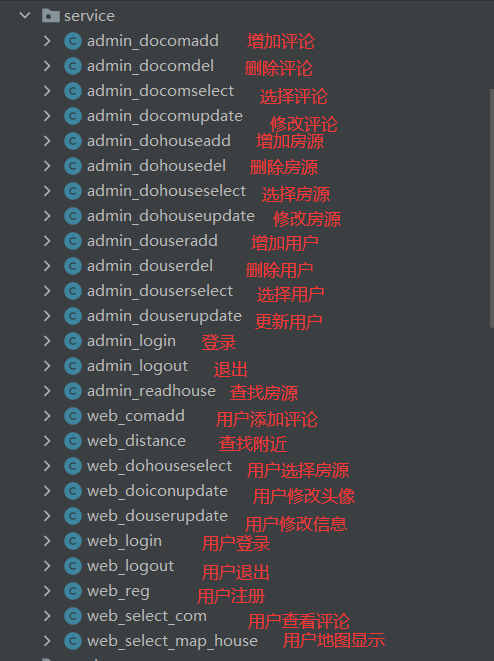 service
admin_docomadd 增加评论
admin_docomdel 删除评论
admin_docomselect 选择评论
admin_docomupdate 修改评论
admin_dohouseadd 增加房源
admin_dohousedel 删除房源
admin_dohouseselect 选择房源
admin_dohouseupdate 修改房源
admin_douseradd 增加用户
admin_douserdel 删除用户
admin_douserselect 选择用户
admin_douserupdate 更新用户
admin_login 登录
admin_logout 退出
admin_readhouse 查找房源
web_comadd 用户添加评论
web_distance 查找附近
web_dohouseselect 用户选择房源
web_doiconupdate 用户修改头像
web_douserupdate 用户修改信息
web_login 用户登录
web_logout 用户退出
web_reg 用户注册
web_select_com 用户查看评论
web_select_map_house 用户地图显示